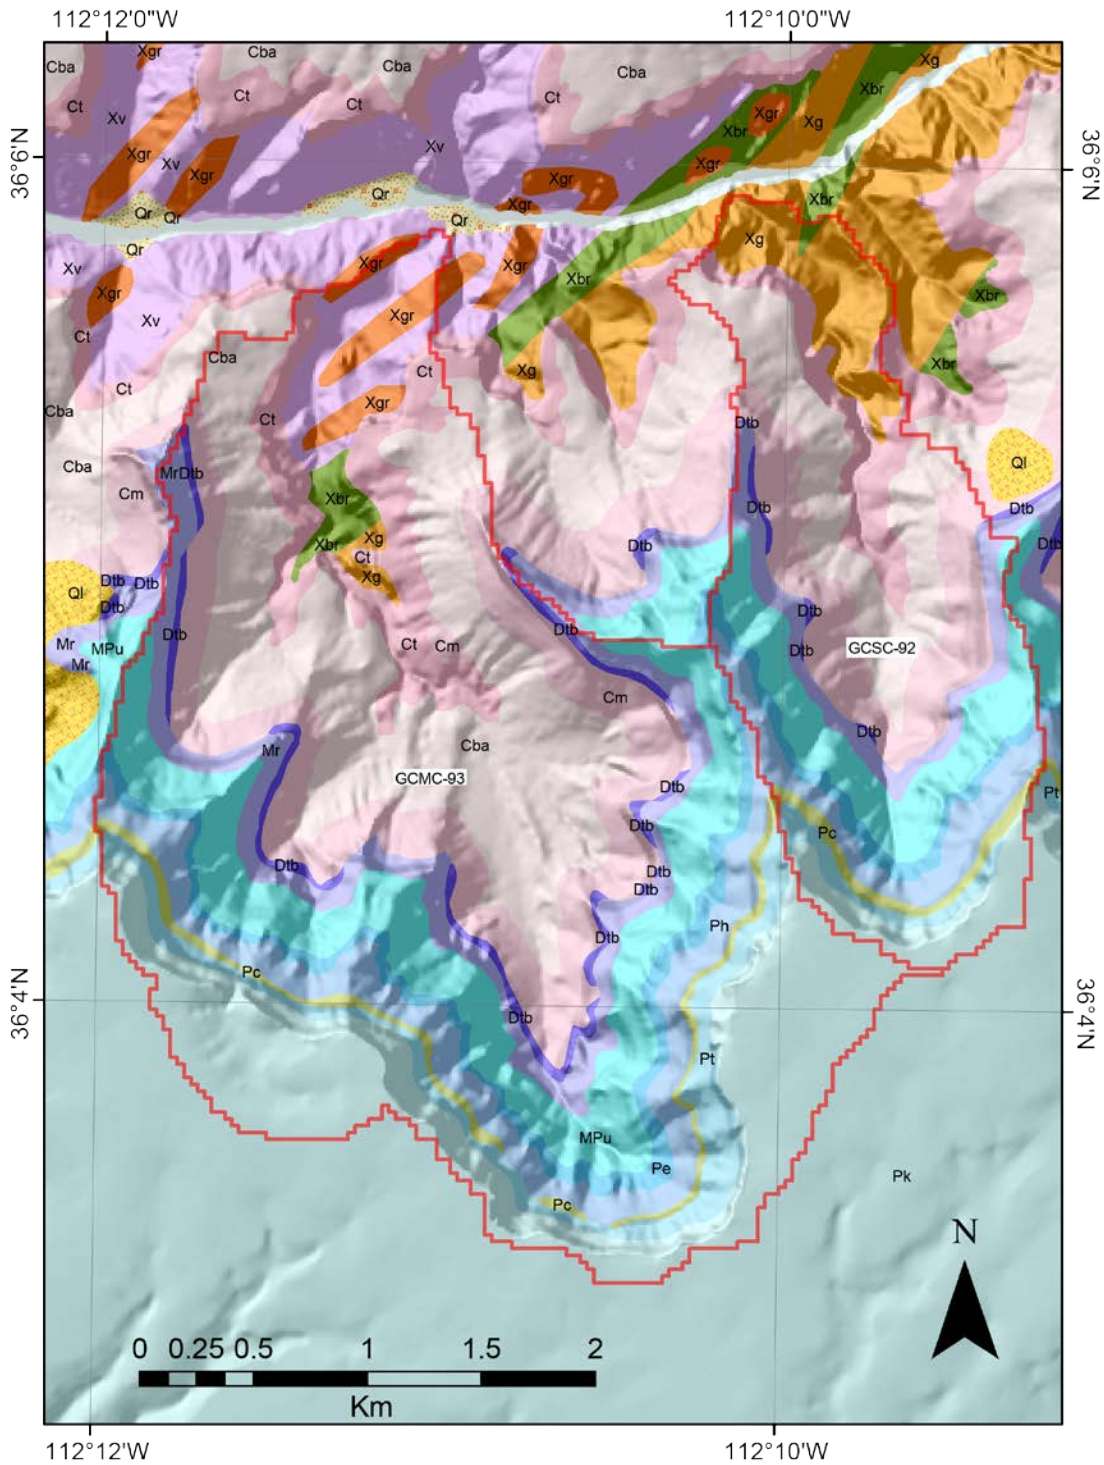 112°12'0"W 112°10'0"W
Xgr
Cba
Cba
Cba
Cba
Xg
Ct
Ct
Ct
Ct
Xbr
Xv
Xgr
Xg
Xbr
Xv
36°6'N
36°6'N
Xgr
Xv
Xgr
Xgr
Xgr
Qr
Xbr
Xgr
Qr
Qr
Qr
Xg
Qr
Xv
Xgr
Xgr
Xbr
Xgr
Xbr
Xv
Xgr
Ct
Cba
Xbr
Ct
Xg
Ct
Xgr
Cba
Ct
Dtb
Cba
Ql
MrDtb
Cm
Xbr
Dtb
Dtb
Xg
Xbr
Dtb
Dtb
Ct
Xg
Dtb
Dtb
Ql
Dtb
Dtb
Dtb
Dtb
Mr
Ct
Cm
MPu
Dtb
GCSC-92
Mr
Cm
Dtb
Cba
Mr
GCMC-93
Dtb
Pt
Dtb
Pc
Dtb
Dtb
Dtb
Ph
Dtb
Pc
36°4'N
36°4'N
Dtb
Pt
MPu
Pe
Pk
Pc
N
0 0.25 0.5 1 1.5 2
Km
112°12'W 112°10'W